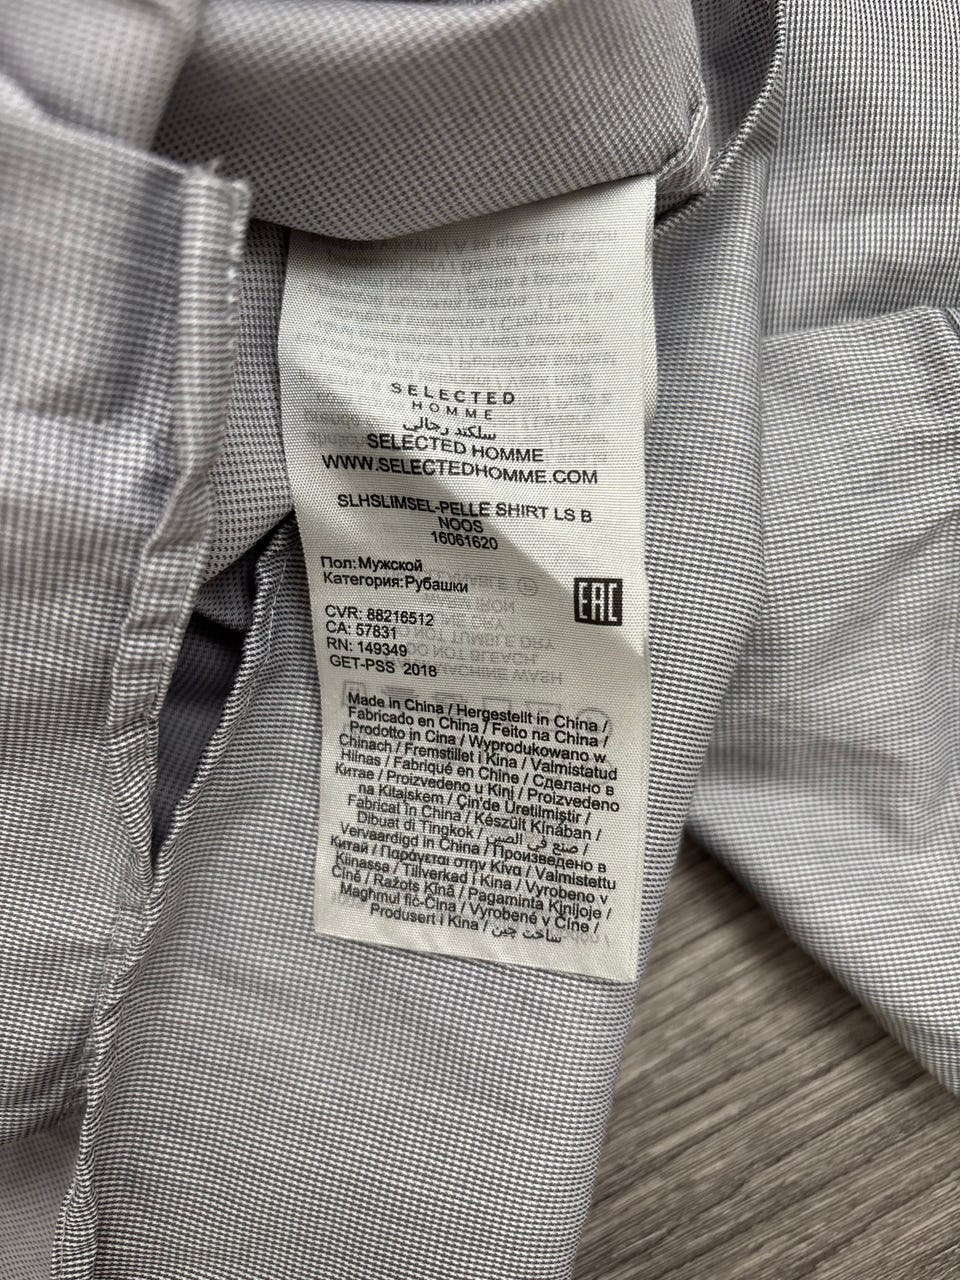 SELECTED
HOMME
سلكتد رجالي
SELECTED HOMME
WWW.SELECTEDHOMME.COM
SLHSLIMSEL-PELLE SHIRT LS B
NOOS
16061620
Пол:Мужской
Категория:Рубашки
EAC
CVR: 88216512
CA: 57831
RN: 149349
GET-PSS 2018
Made in China / Hergestellt in China /
Fabricado en China / Feito na China /
Prodotto in Cina / Wyprodukowano w
Chinach / Fremstillet i Kina / Valmistatud
Hiinas / Fabriqué en Chine / Сделано в
Китае / Proizvedeno u Kini / Proizvedeno
na Kitajskem / Çin'de Üretilmiştir /
Fabricat în China / Készült Kínában /
Dibuat di Tingkok / صنع في الصين /
Vervaardigd in China / Произведено в
Китай / Παράγεται στην Κίνα / Valmistettu
Kiinassa / Tillverkad i Kina / Vyrobeno v
Číně / Ražots Ķīnā / Pagaminta Kinijoje /
Maghmul fiċ-Ċina / Vyrobené v Číne /
Produsert i Kina / ساخت چین